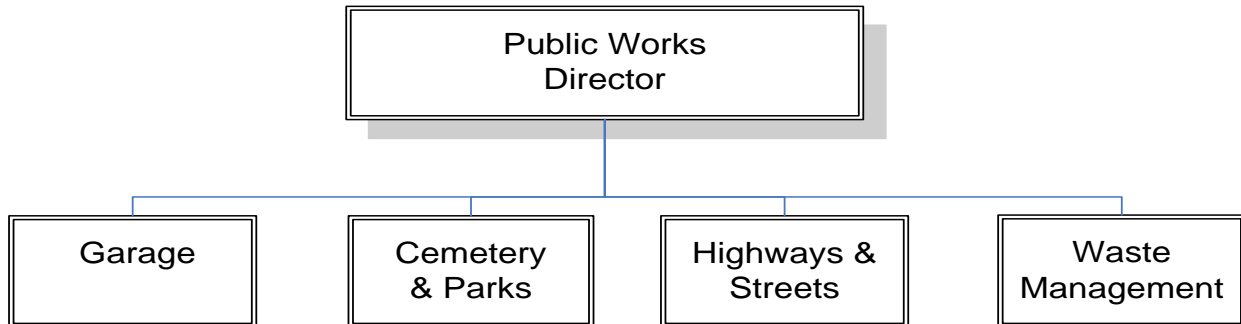 Public Works
Director
Garage
Cemetery
& Parks
Highways &
Streets
Waste
Management